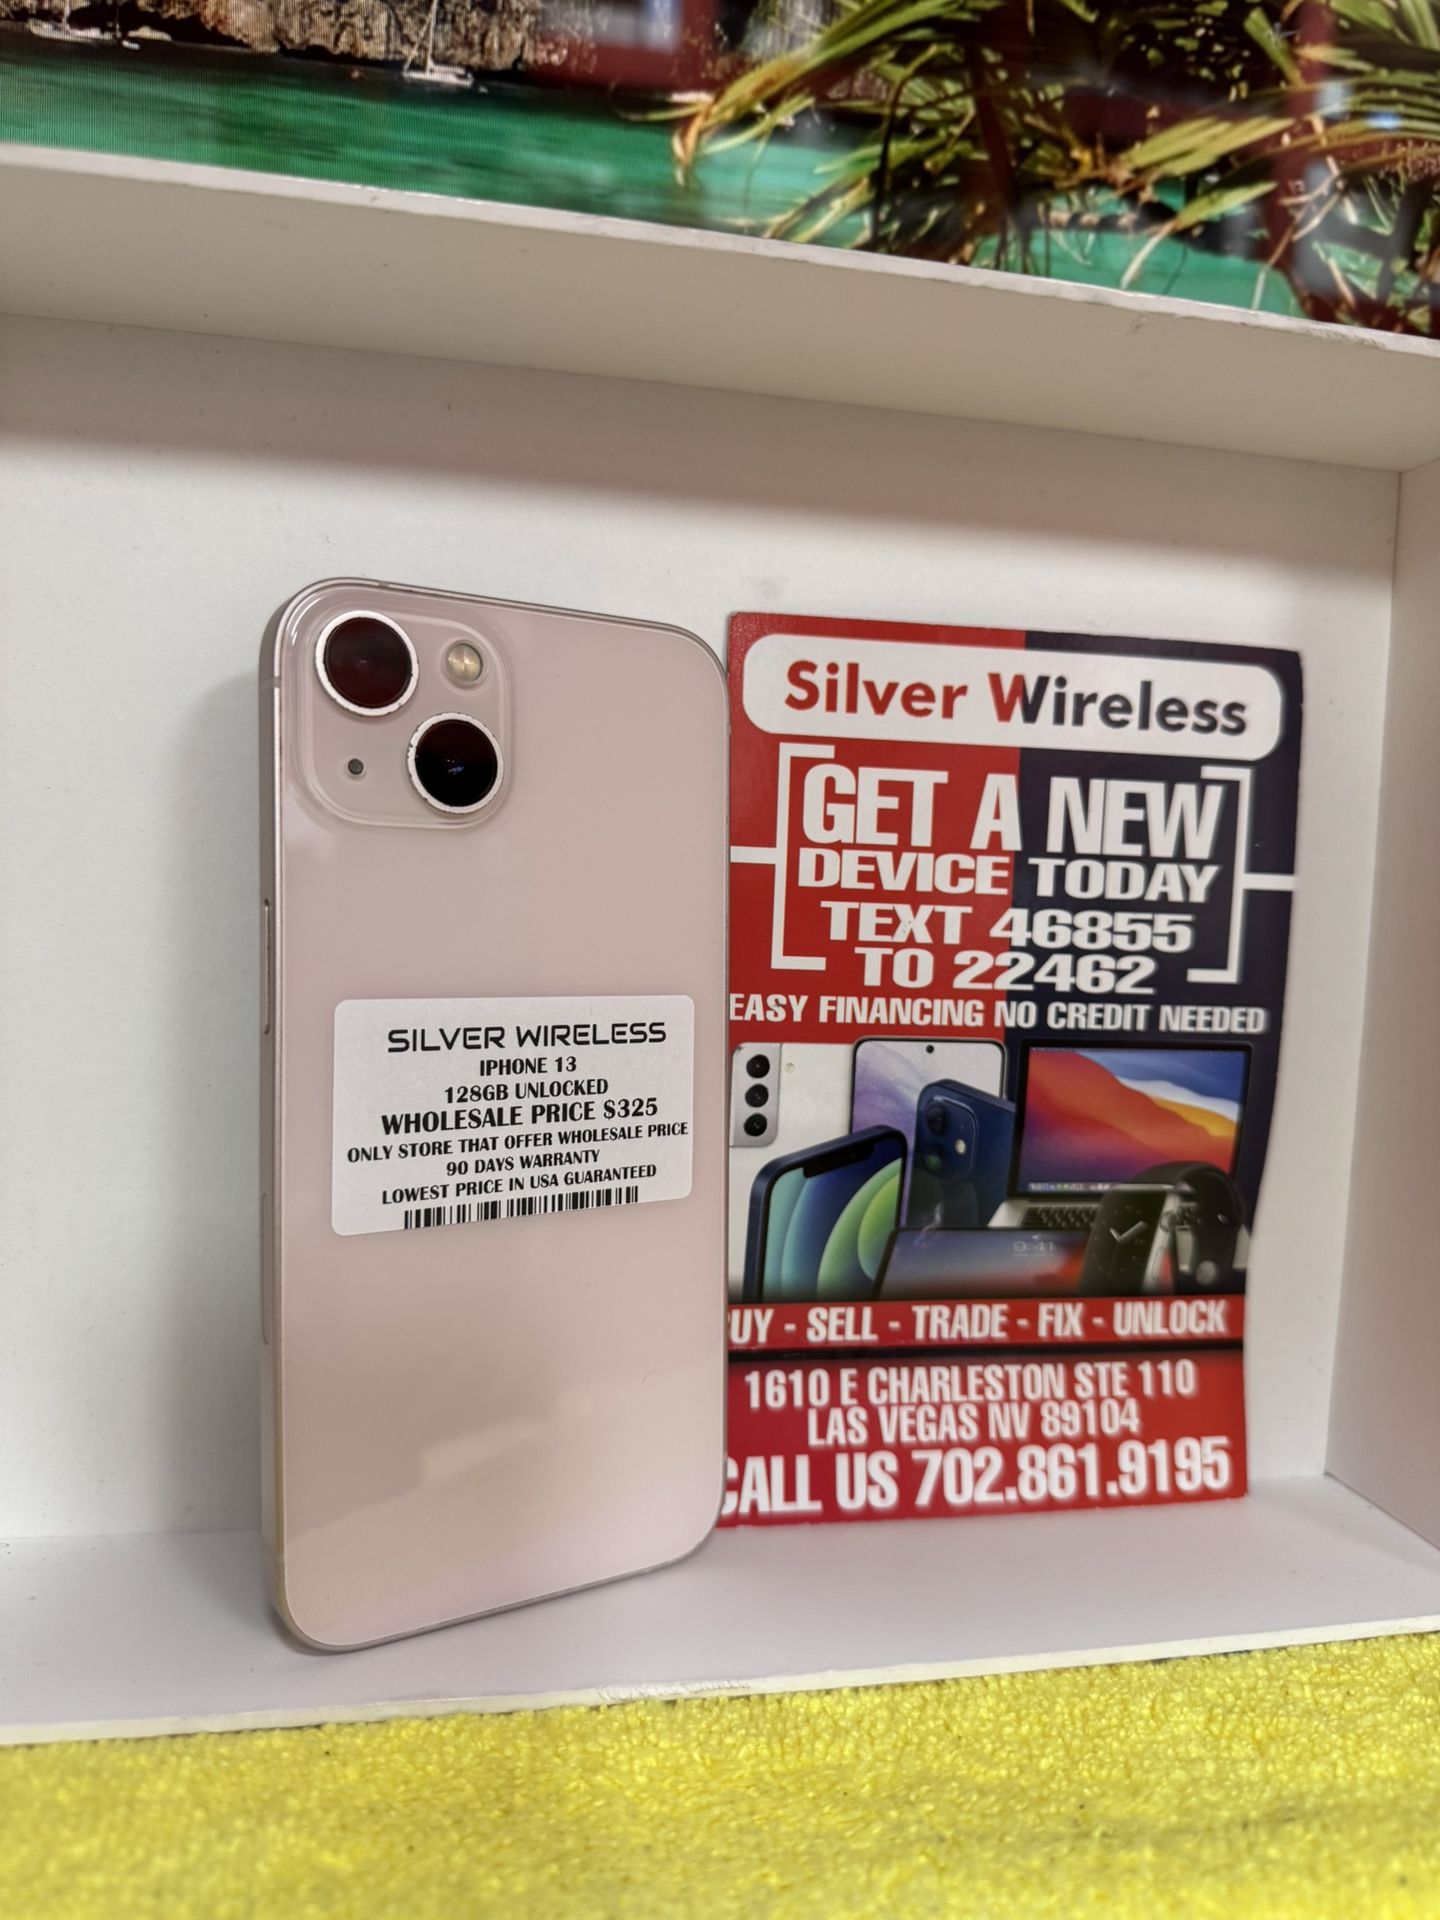 SILVER WIRELESS
IPHONE 13
128GB UNLOCKED
WHOLESALE PRICE $325
ONLY STORE THAT OFFER WHOLESALE PRICE
90 DAYS WARRANTY
LOWEST PRICE IN USA GUARANTEED
Silver Wireless
GET A NEW
DEVICE TODAY
TEXT 46855
TO 22462
EASY FINANCING NO CREDIT NEEDED
9:41
UY - SELL - TRADE - FIX - UNLOCK
1610 E CHARLESTON STE 110
LAS VEGAS NV 89104
CALL US 702.861.9195